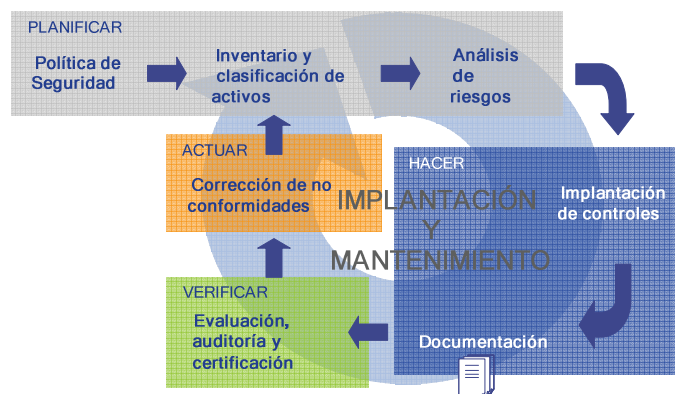 PLANIFICAR
Política de
Seguridad
Inventario y
clasificación de
activos
Análisis
de
riesgos
ACTUAR
Corrección de no
conformidades
HACER
IMPLANTACIÓN
Y
MANTENIMIENTO
Implantación
de controles
VERIFICAR
Evaluación,
auditoría y
certificación
Documentación